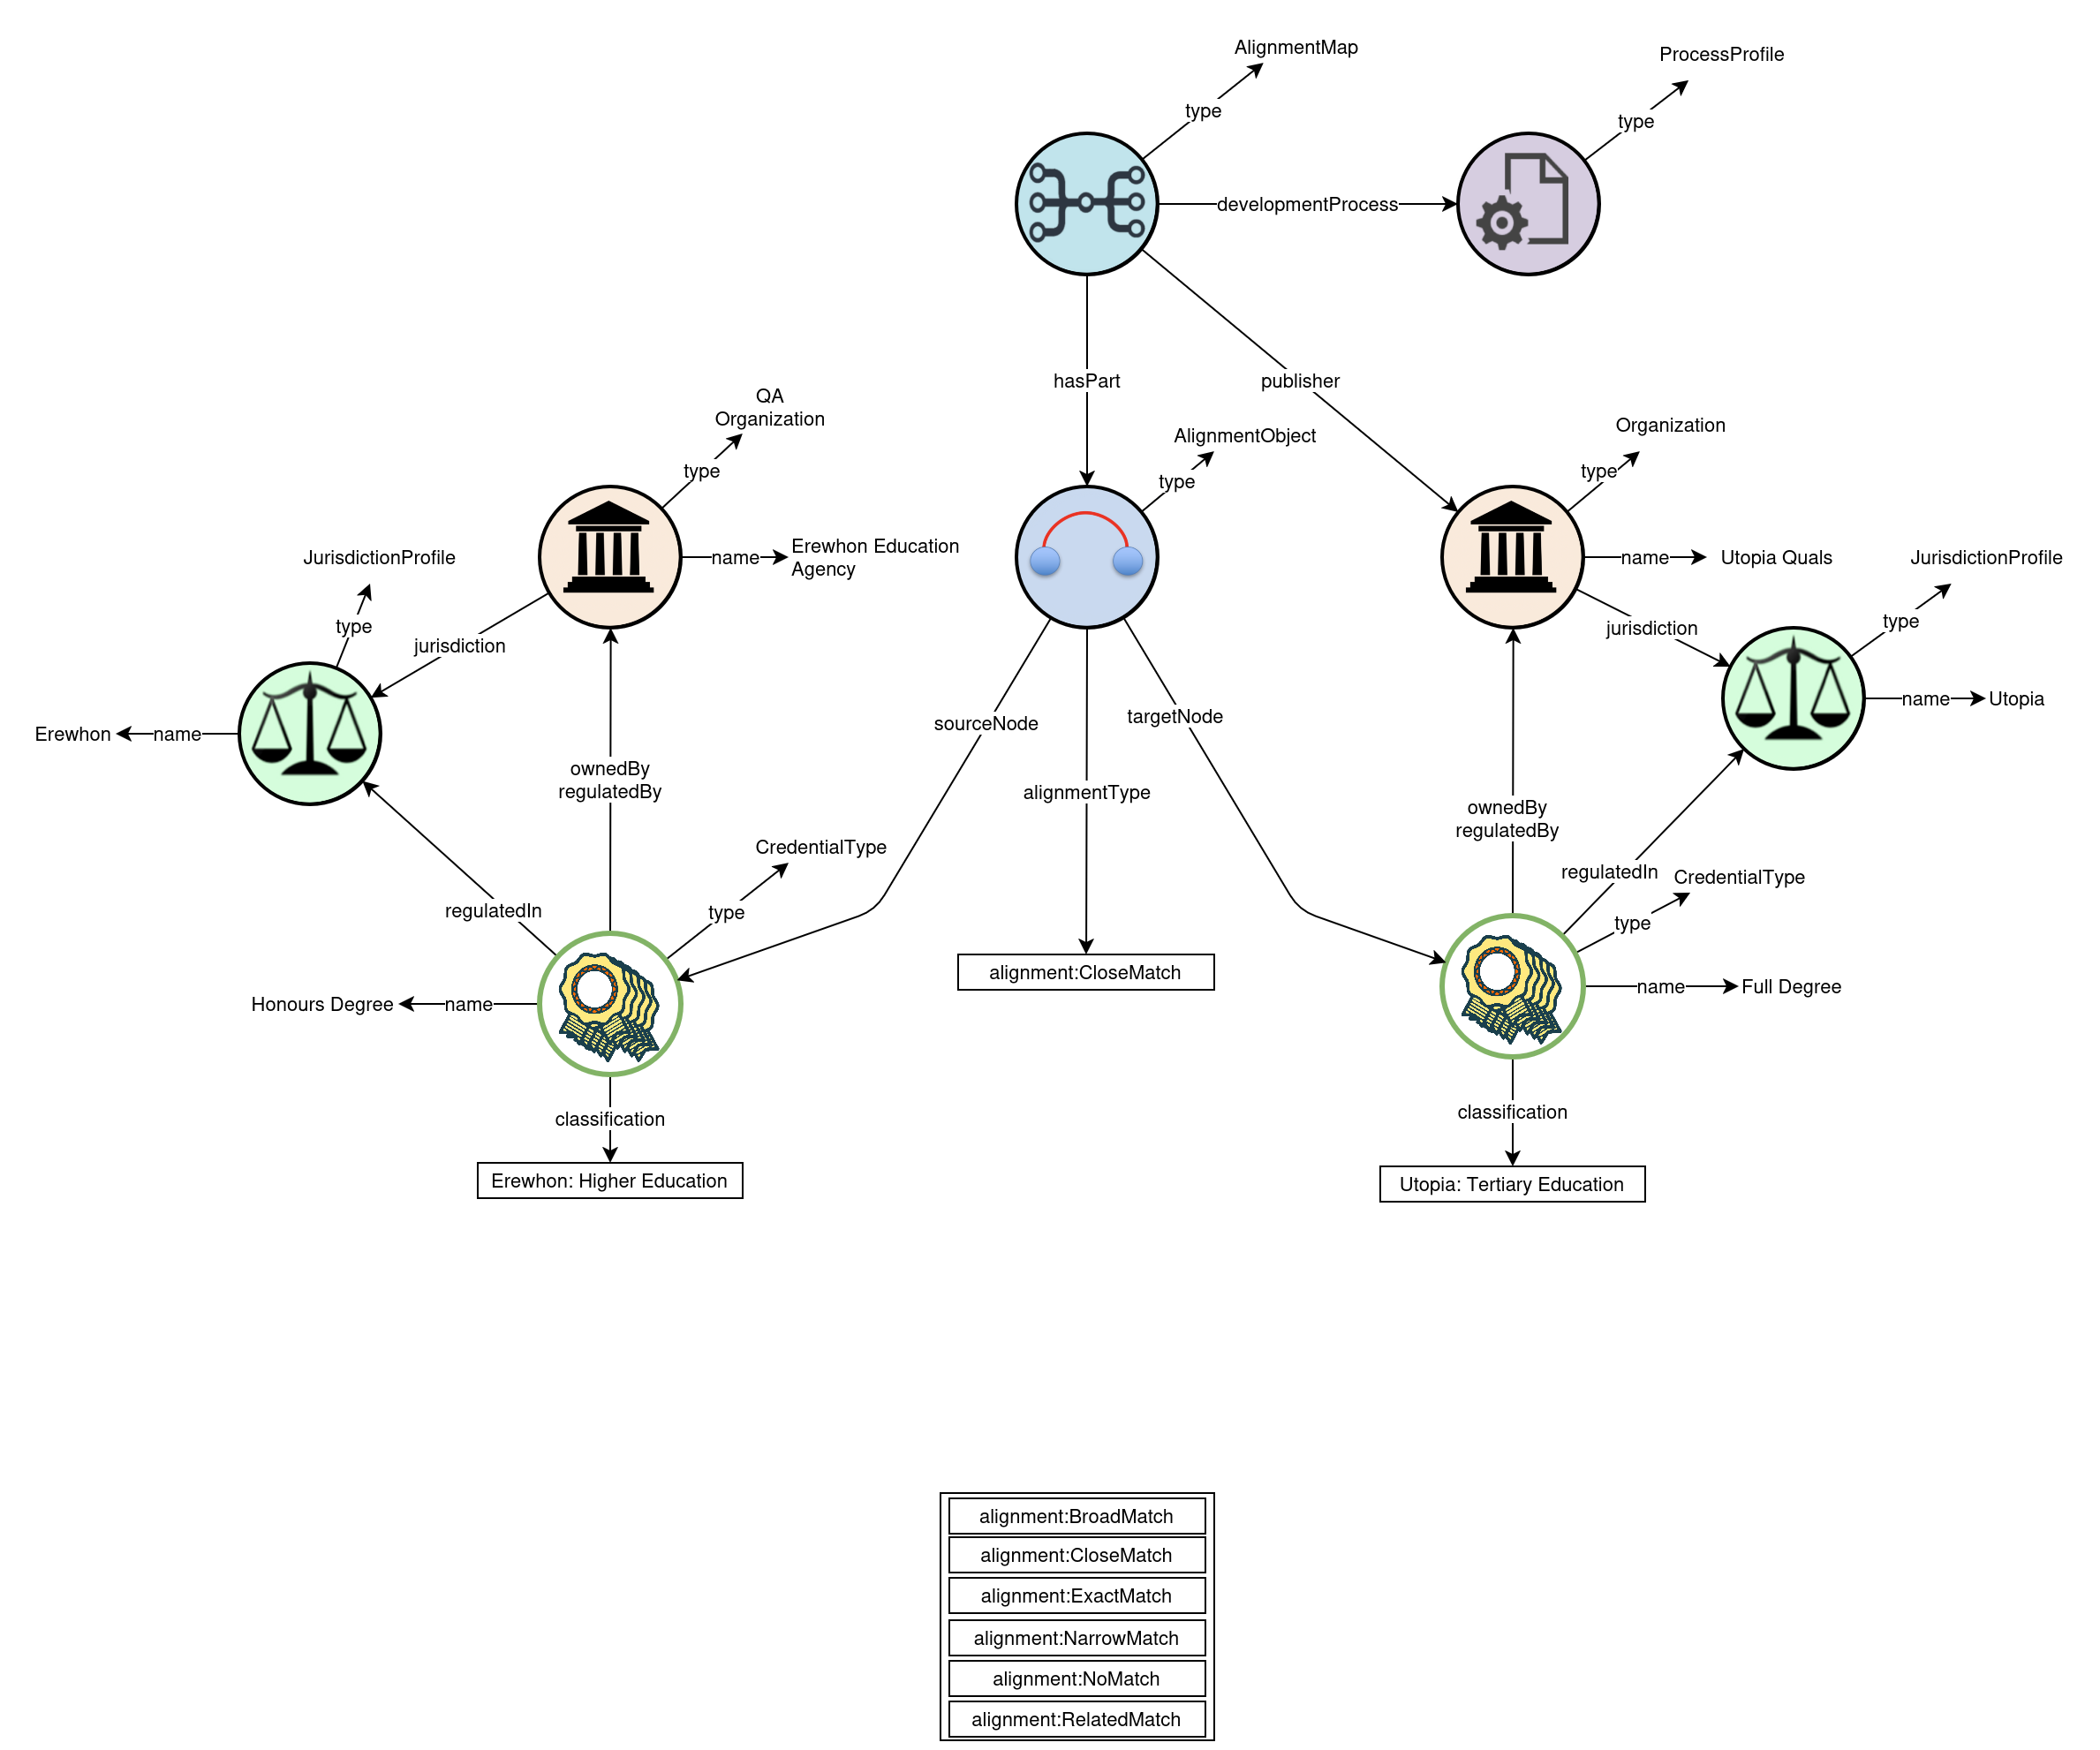 AlignmentMap
ProcessProfile
type
type
developmentProcess
hasPart
publisher
QA
Organization
type
AlignmentObject
type
Organization
type
JurisdictionProfile
type
name
Erewhon Education
Agency
jurisdiction
Erewhon
name
name
Utopia Quals
JurisdictionProfile
type
jurisdiction
name
Utopia
sourceNode
targetNode
ownedBy
regulatedBy
alignmentType
ownedBy
regulatedBy
CredentialType
type
regulatedIn
regulatedIn
CredentialType
type
alignment:CloseMatch
Honours Degree
name
name
Full Degree
classification
classification
Erewhon: Higher Education
Utopia: Tertiary Education
alignment:BroadMatch
alignment:CloseMatch
alignment:ExactMatch
alignment:NarrowMatch
alignment:NoMatch
alignment:RelatedMatch